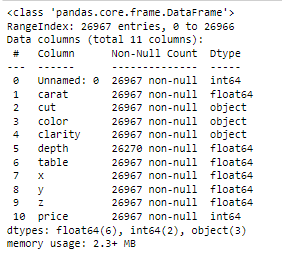 <class 'pandas.core.frame.DataFrame'>
RangeIndex: 26967 entries, 0 to 26966
Data columns (total 11 columns):
 #   Column      Non-Null Count  Dtype
---  ------      --------------  -----
 0   Unnamed: 0  26967 non-null  int64
 1   carat       26967 non-null  float64
 2   cut         26967 non-null  object
 3   color       26967 non-null  object
 4   clarity     26967 non-null  object
 5   depth       26270 non-null  float64
 6   table       26967 non-null  float64
 7   x           26967 non-null  float64
 8   y           26967 non-null  float64
 9   z           26967 non-null  float64
 10  price       26967 non-null  int64
dtypes: float64(6), int64(2), object(3)
memory usage: 2.3+ MB